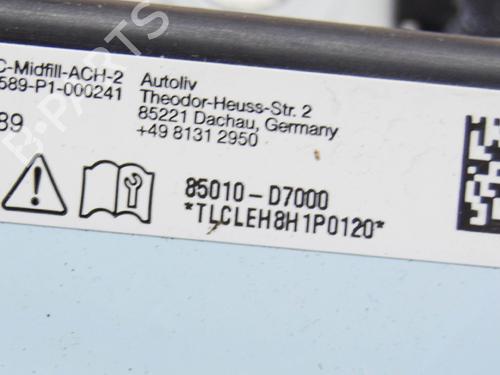 C-Midfill-ACH-2
589-P1-000241
89
Autoliv
Theodor-Heuss-Str. 2
85221 Dachau, Germany
+49 8131 2950
85010-D7000
*TLCLEH8H1P0120*